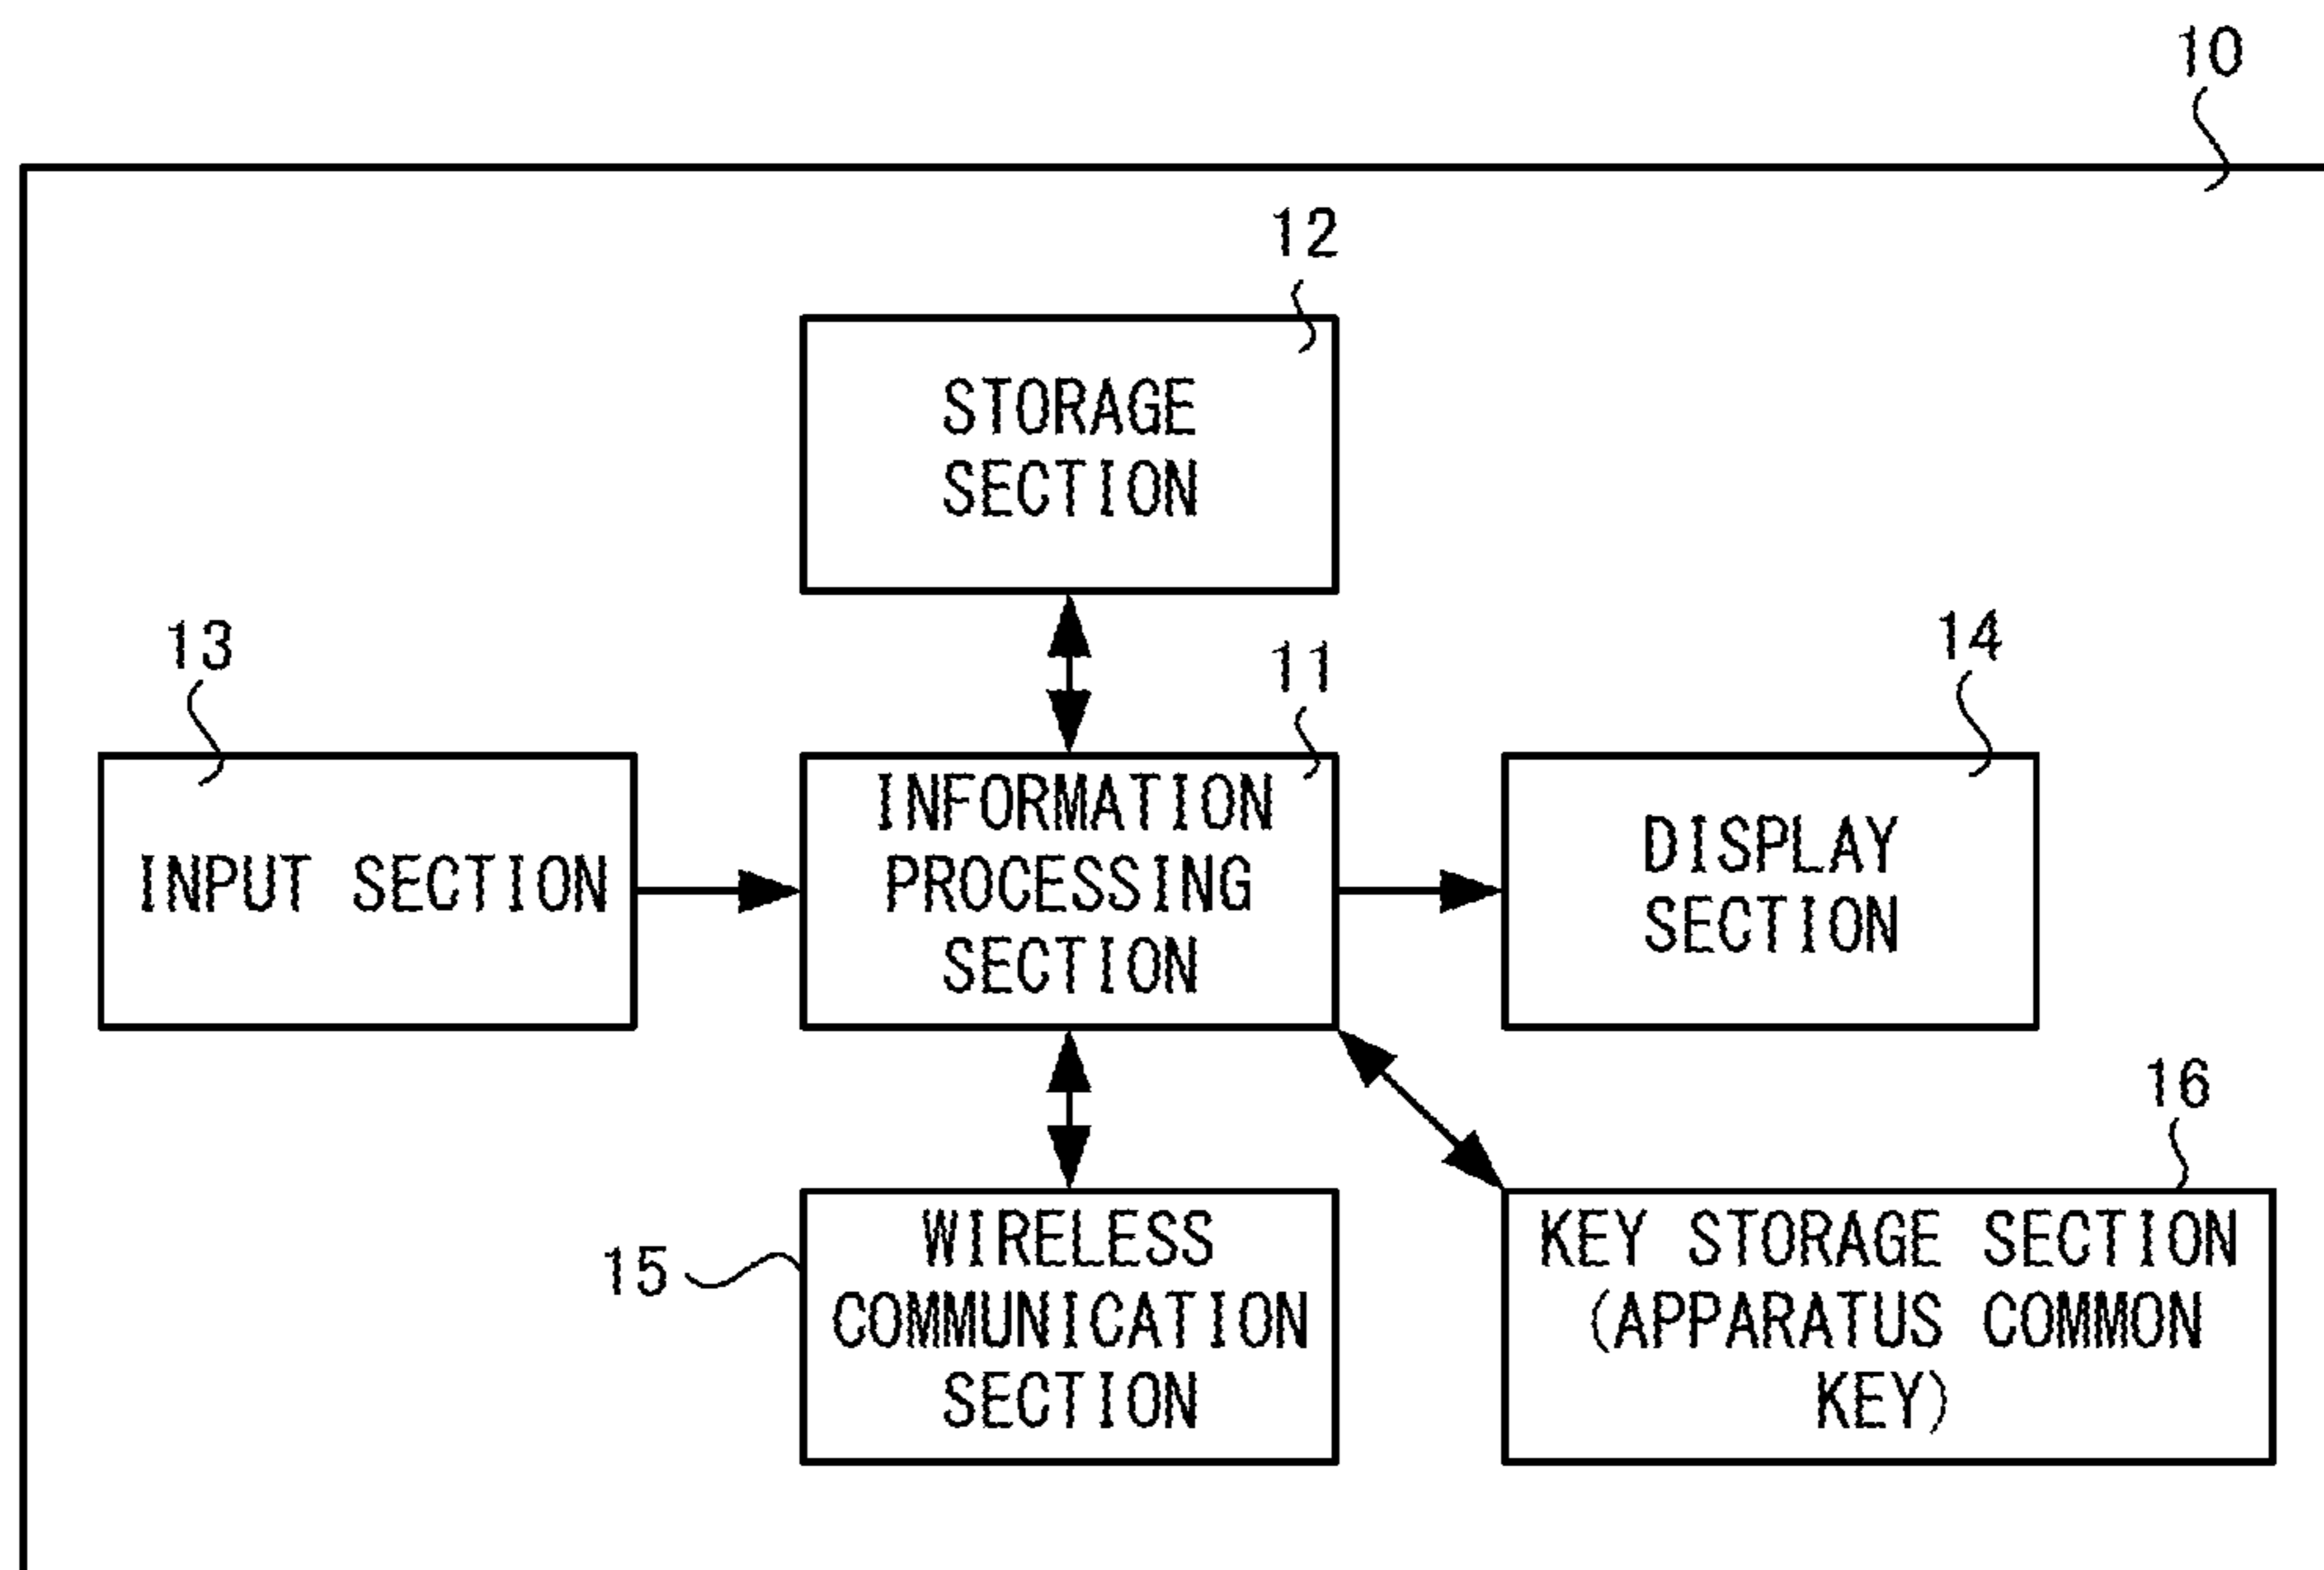 10
12
STORAGE
SECTION
13
11
14
INPUT SECTION
INFORMATION
PROCESSING
SECTION
DISPLAY
SECTION
16
15
WIRELESS
COMMUNICATION
SECTION
KEY STORAGE SECTION
(APPARATUS COMMON
KEY)